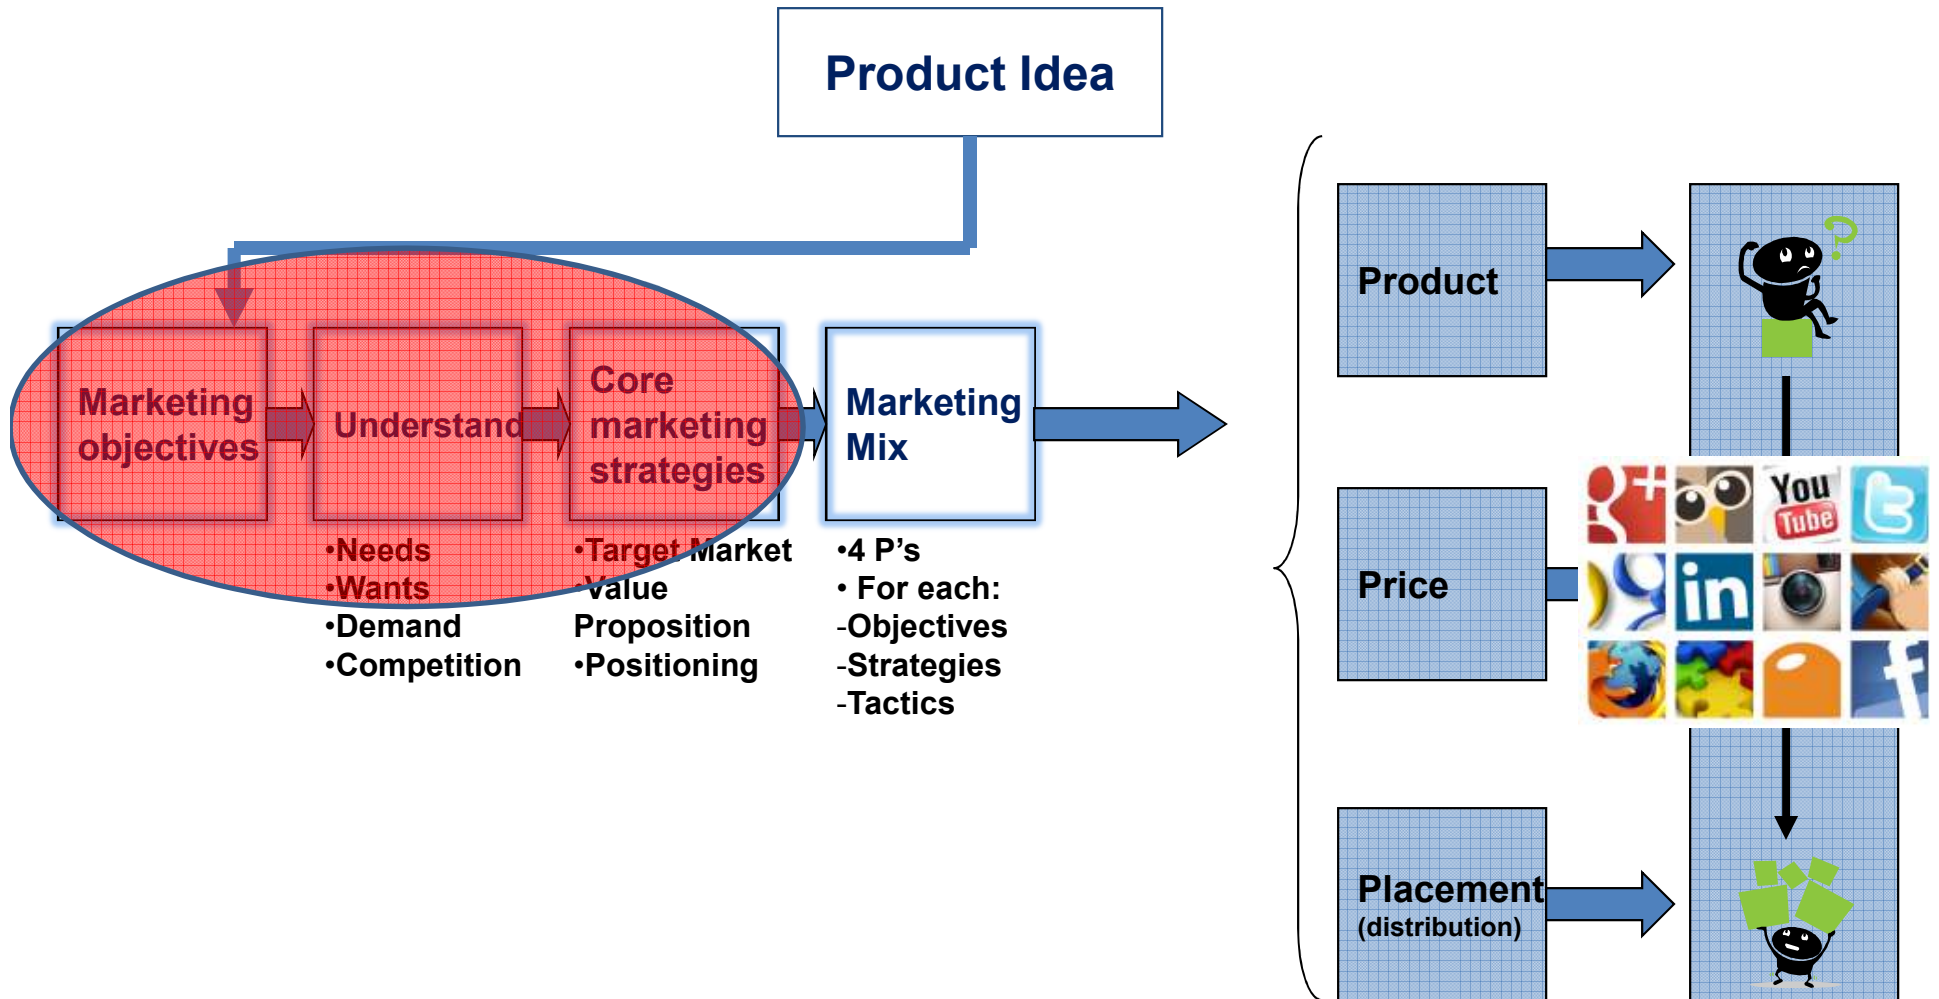 Product Idea
Marketing
objectives
Understand
Core
marketing
strategies
Marketing
Mix
•Needs
•Wants
•Demand
•Competition
•Target Market
•Value
Proposition
•Positioning
•4 P’s
• For each:
-Objectives
-Strategies
-Tactics
Product
?
Price
Placement
(distribution)
g+
You
Tube
t
in
f